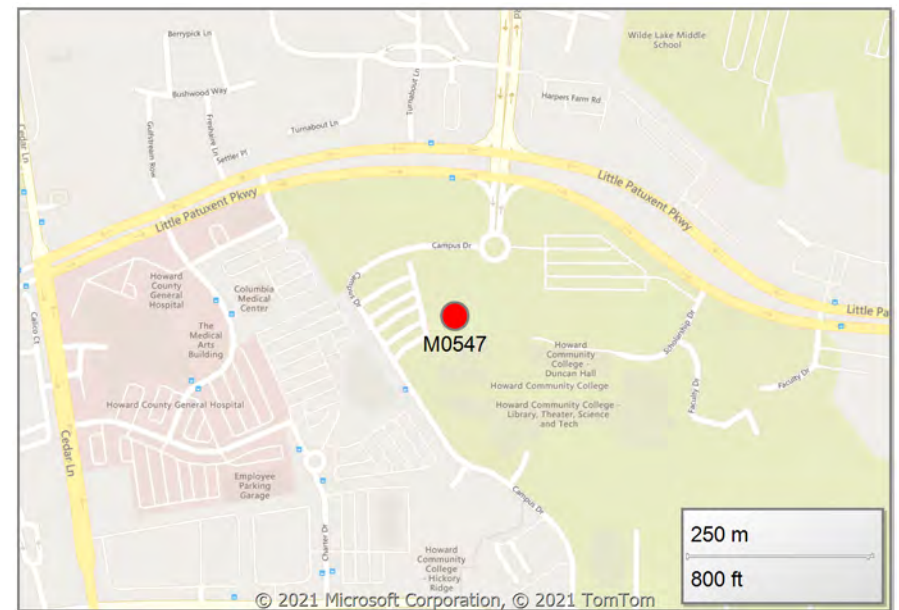 Berrypick Ln
Wilde Lake Middle
School
Bushwood Way
Turnabout Ln
Harpers Farm Rd
Gulfstream Row
Freshaire Ln
Turnabout Ln
Cedar Ln
Settler Pl
Little Patuxent Pkwy
Little Patuxent Pkwy
Campus Dr
Howard
County
General
Hospital
Columbia
Medical
Center
Campus Dr
Little Pa
Calico Ct
The
Medical
Arts
Building
M0547
Scholarship Dr
Howard
Community
College -
Duncan Hall
Howard Community College
Faculty Dr
Faculty Dr
Howard County General Hospital
Howard Community College -
Library, Theater, Science
and Tech
Cedar Ln
Employee
Parking
Garage
Campus Dr
Charter Dr
250 m
800 ft
Howard
Community
College
- Hickory
Ridge
© 2021 Microsoft Corporation, © 2021 TomTom